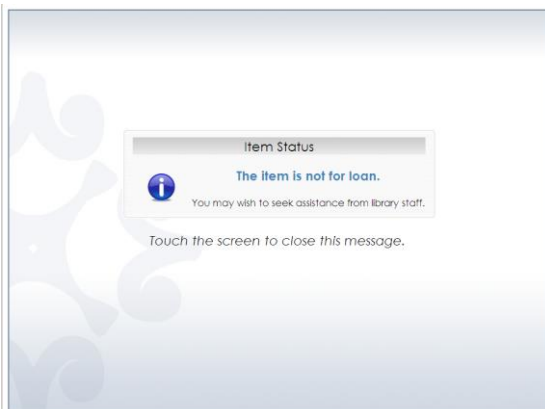 Item Status
The item is not for loan.
You may wish to seek assistance from library staff.
Touch the screen to close this message.